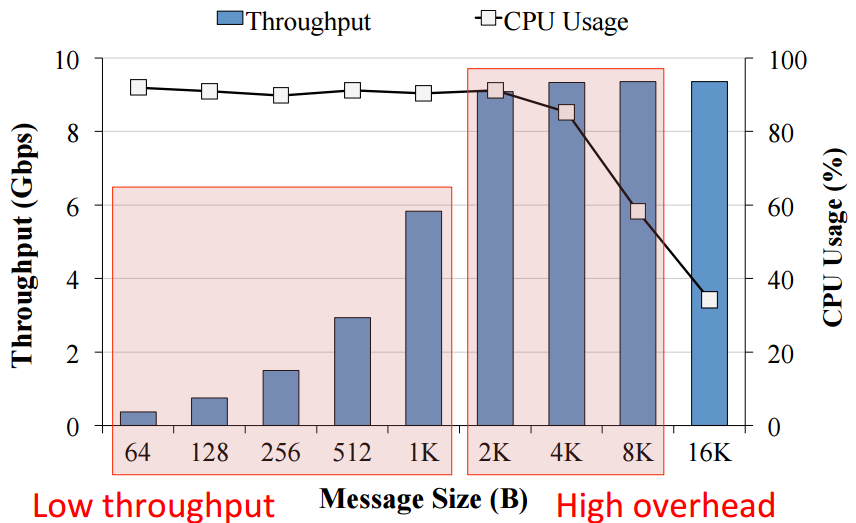 Throughput CPU Usage
Throughput (Gbps)
10
8
6
4
2
0
100
80
60
40
20
0
CPU Usage (%)
64 128 256 512 1K 2K 4K 8K 16K
Low throughput Message Size (B) High overhead